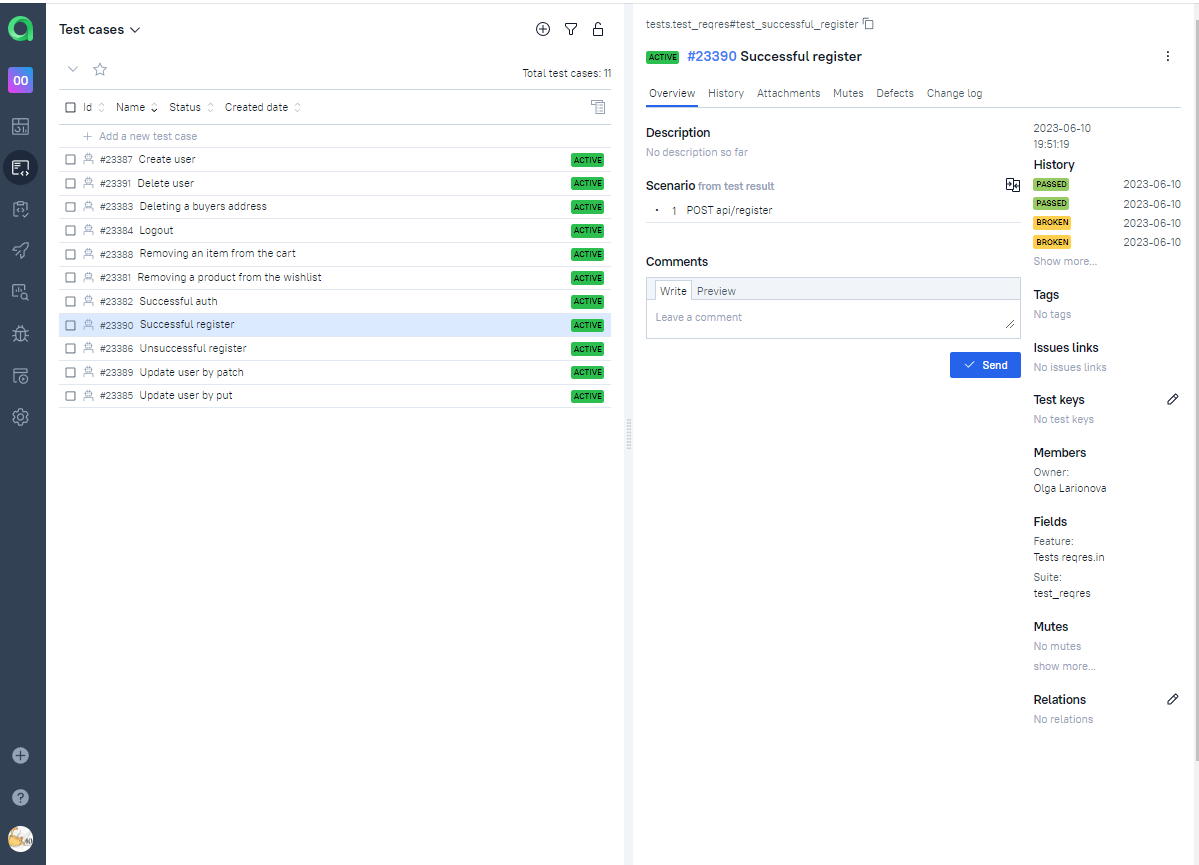 Test cases
OO
Total test cases: 11
Id Name Status Created date
Add a new test case
#23387 Create user ACTIVE
#23391 Delete user ACTIVE
#23383 Deleting a buyers address ACTIVE
#23384 Logout ACTIVE
#23388 Removing an item from the cart ACTIVE
#23381 Removing a product from the wishlist ACTIVE
#23382 Successful auth ACTIVE
#23390 Successful register ACTIVE
#23386 Unsuccessful register ACTIVE
#23389 Update user by patch ACTIVE
#23385 Update user by put ACTIVE
tests.test_reqres#test_successful_register
ACTIVE #23390 Successful register
Overview History Attachments Mutes Defects Change log
Description
No description so far
Scenario from test result
1 POST api/register
Comments
Write Preview
Leave a comment
Send
2023-06-10
19:51:19
History
PASSED 2023-06-10
PASSED 2023-06-10
BROKEN 2023-06-10
BROKEN 2023-06-10
Show more...
Tags
No tags
Issues links
No issues links
Test keys
No test keys
Members
Owner:
Olga Larionova
Fields
Feature:
Tests reqres.in
Suite:
test_reqres
Mutes
No mutes
show more...
Relations
No relations